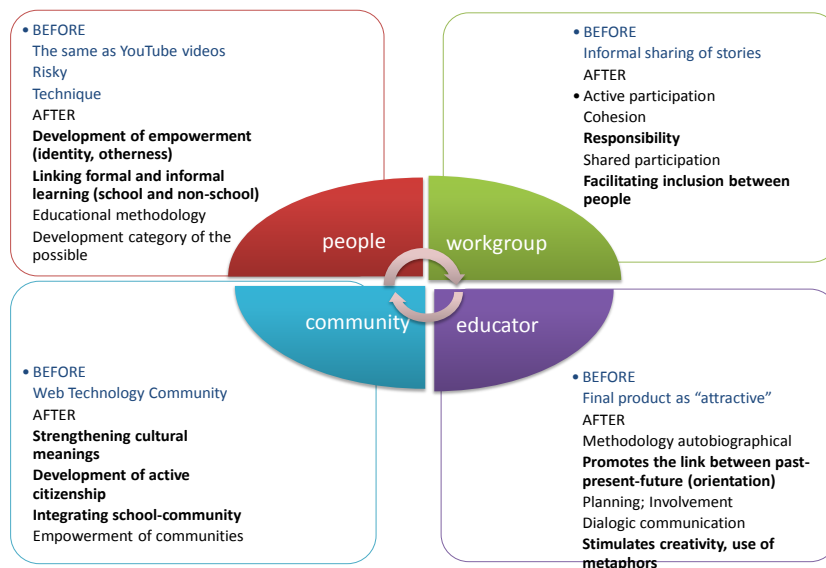 • BEFORE
The same as YouTube videos
Risky
Technique
AFTER
Development of empowerment
(identity, otherness)
Linking formal and informal
learning (school and non-school)
Educational methodology
Development category of the
possible
• BEFORE
Informal sharing of stories
AFTER
• Active participation
Cohesion
Responsibility
Shared participation
Facilitating inclusion between
people
people
workgroup
community
educator
• BEFORE
Web Technology Community
AFTER
Strengthening cultural
meanings
Development of active
citizenship
Integrating school-community
Empowerment of communities
• BEFORE
Final product as “attractive”
AFTER
Methodology autobiographical
Promotes the link between past-
present-future (orientation)
Planning; Involvement
Dialogic communication
Stimulates creativity, use of
metaphors